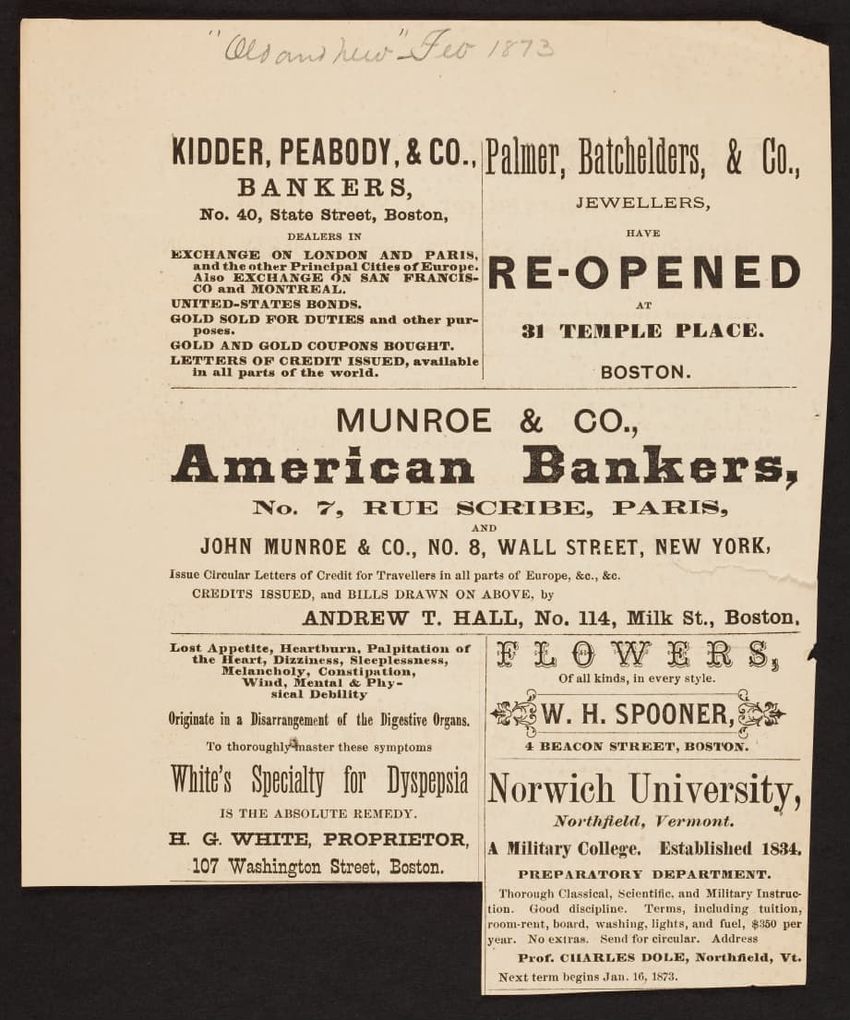 "Old and New" - Feb 1873
KIDDER, PEABODY, & CO.,
BANKERS,
No. 40, State Street, Boston,
DEALERS IN
EXCHANGE ON LONDON AND PARIS,
and the other Principal Cities of Europe.
Also EXCHANGE ON SAN FRANCIS-
CO and MONTREAL.
UNITED-STATES BONDS.
GOLD SOLD FOR DUTIES and other pur-
poses.
GOLD AND GOLD COUPONS BOUGHT.
LETTERS OF CREDIT ISSUED, available
in all parts of the world.
Palmer, Batchelders, & Co.,
JEWELLERS,
HAVE
RE-OPENED
AT
31 TEMPLE PLACE.
BOSTON.
MUNROE & CO.,
American Bankers,
No. 7, RUE SCRIBE, PARIS,
AND
JOHN MUNROE & CO., NO. 8, WALL STREET, NEW YORK,
Issue Circular Letters of Credit for Travellers in all parts of Europe, &c., &c.
CREDITS ISSUED, and BILLS DRAWN ON ABOVE, by
ANDREW T. HALL, No. 114, Milk St., Boston.
Lost Appetite, Heartburn, Palpitation of
the Heart, Dizziness, Sleeplessness,
Melancholy, Constipation,
Wind, Mental & Phy-
sical Debility
Originate in a Disarrangement of the Digestive Organs.
To thoroughly master these symptoms
White's Specialty for Dyspepsia
IS THE ABSOLUTE REMEDY.
H. G. WHITE, PROPRIETOR,
107 Washington Street, Boston.
FLOWERS,
Of all kinds, in every style.
W. H. SPOONER,
4 BEACON STREET, BOSTON.
Norwich University,
Northfield, Vermont.
A Military College. Established 1834.
PREPARATORY DEPARTMENT.
Thorough Classical, Scientific, and Military Instruc-
tion. Good discipline. Terms, including tuition,
room-rent, board, washing, lights, and fuel, $350 per
year. No extras. Send for circular. Address
Prof. CHARLES DOLE, Northfield, Vt.
Next term begins Jan. 16, 1873.